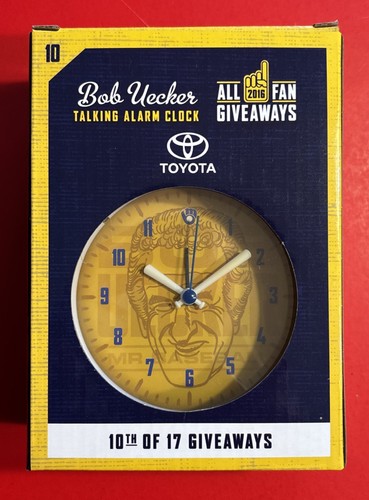 10
Bob Uecker
TALKING ALARM CLOCK
ALL 2016 FAN
GIVEAWAYS
TOYOTA
11
1
10
2
9
3
8
4
7
5
6
10TH OF 17 GIVEAWAYS